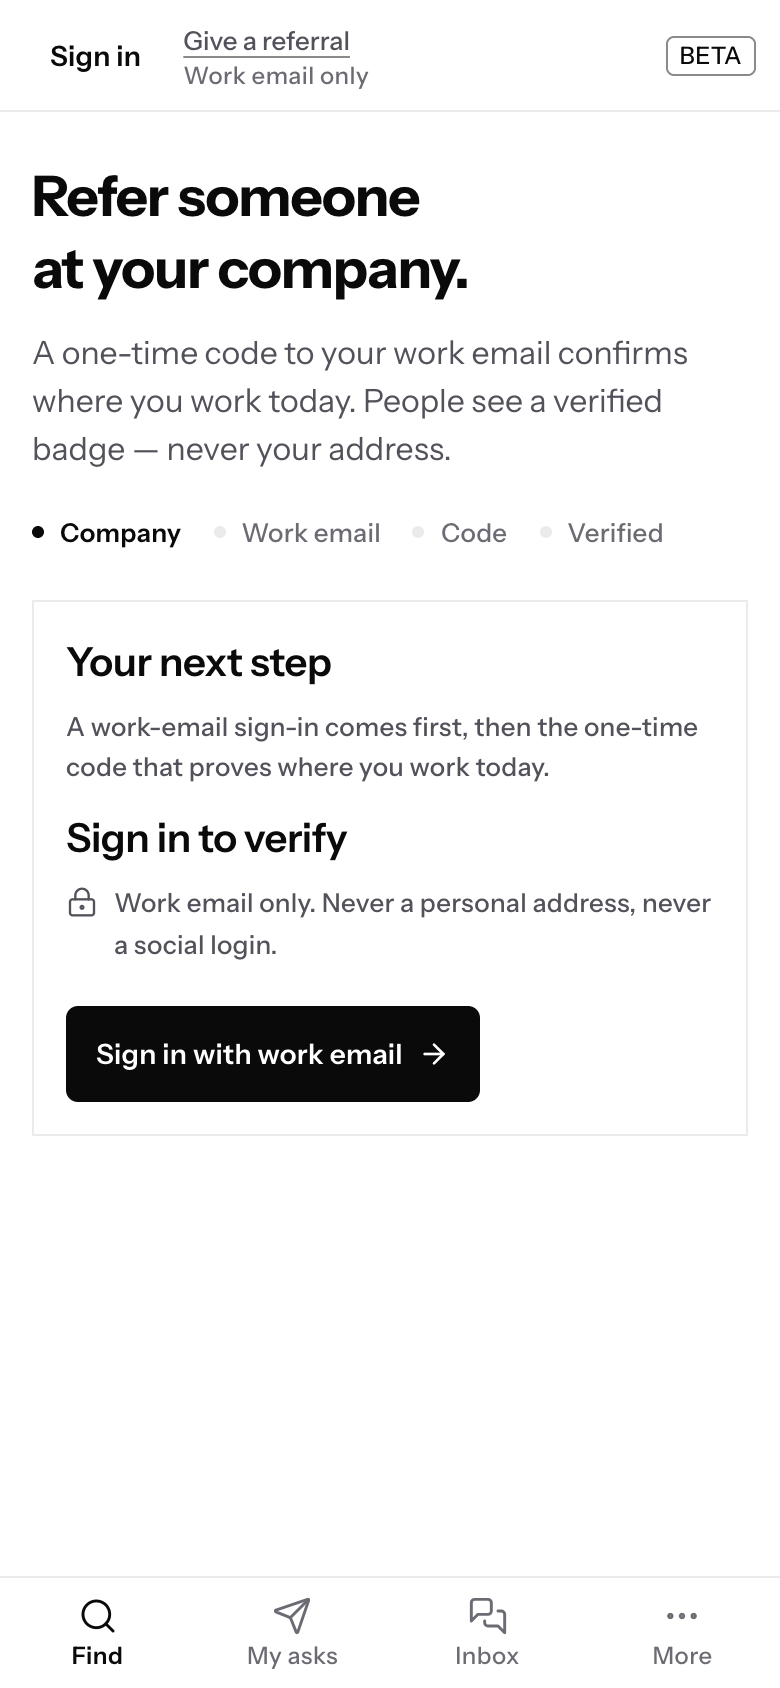 Sign in
Give a referral
Work email only
BETA
Refer someone
at your company.
A one-time code to your work email confirms
where you work today. People see a verified
badge — never your address.
Company
Work email
Code
Verified
Your next step
A work-email sign-in comes first, then the one-time
code that proves where you work today.
Sign in to verify
Work email only. Never a personal address, never
a social login.
Sign in with work email →
Find
My asks
Inbox
More